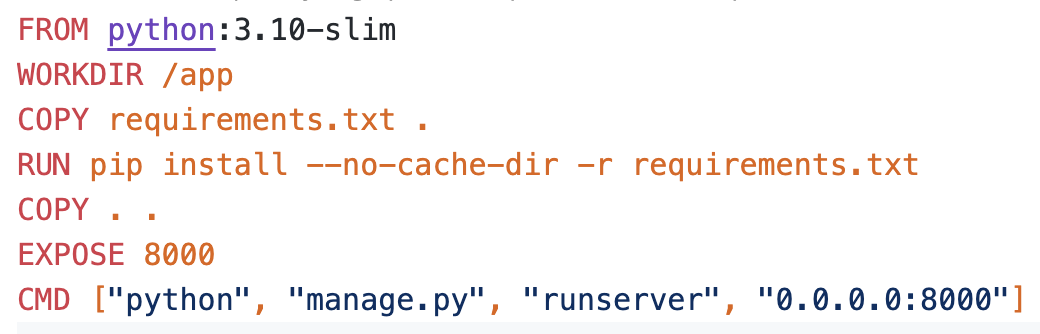 FROM python:3.10-slim
WORKDIR /app
COPY requirements.txt .
RUN pip install --no-cache-dir -r requirements.txt
COPY . .
EXPOSE 8000
CMD ["python", "manage.py", "runserver", "0.0.0.0:8000"]